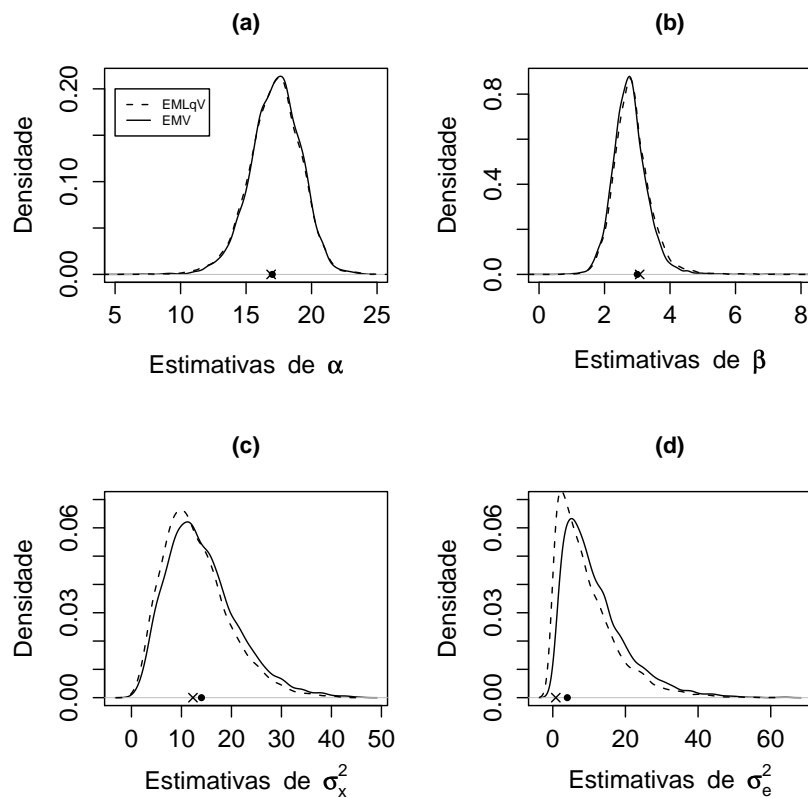 (a)
Densidade
0.00 0.10 0.20
EMLqV
EMV
5 10 15 20 25
Estimativas de α
(b)
Densidade
0.0 0.4 0.8
0 2 4 6 8
Estimativas de β
(c)
Densidade
0.00 0.03 0.06
0 10 20 30 40 50
Estimativas de σ²ₓ
(d)
Densidade
0.00 0.03 0.06
0 20 40 60
Estimativas de σ²ₑ